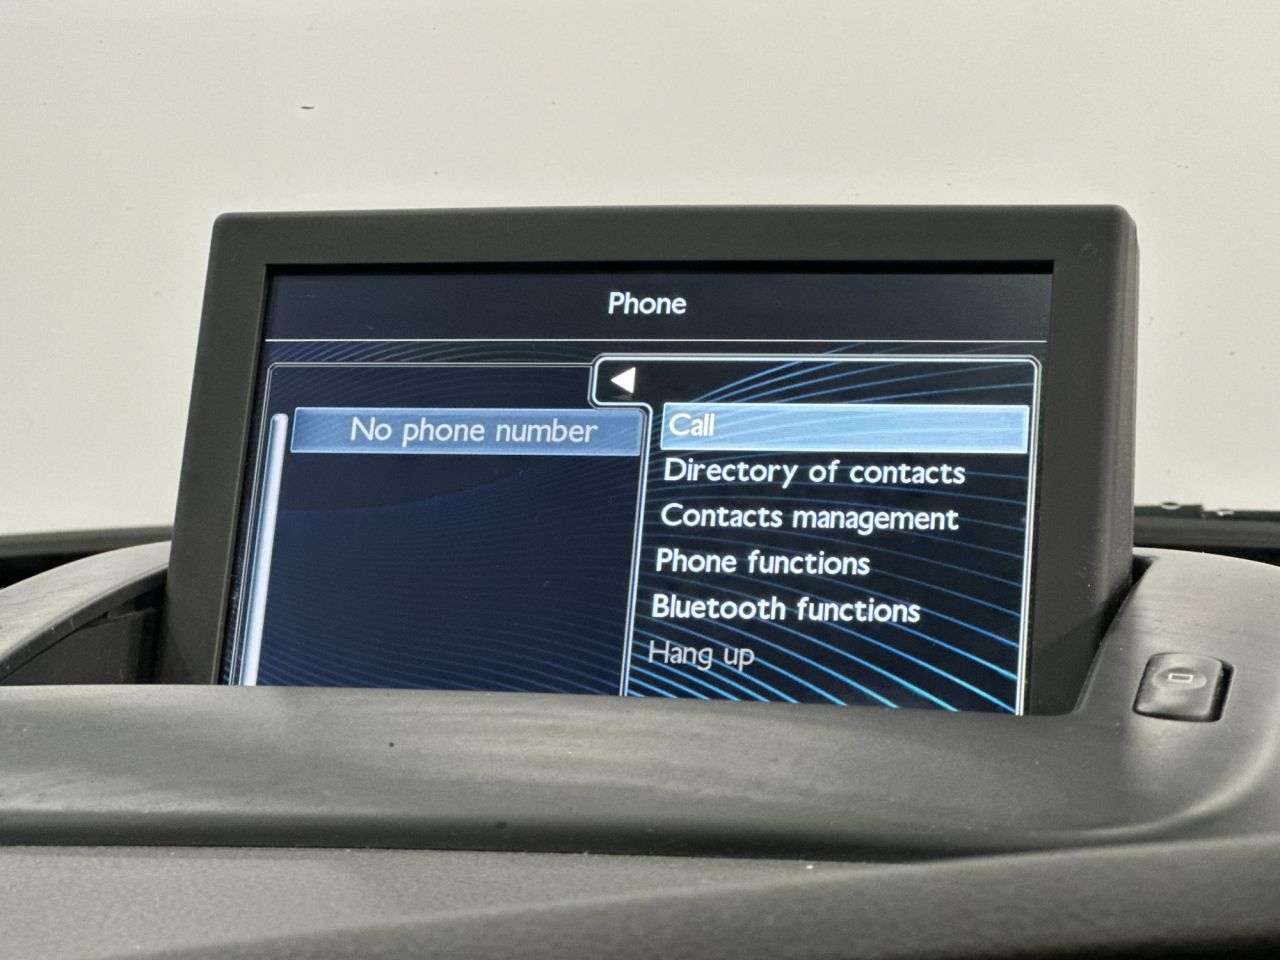 Phone
No phone number
Call
Directory of contacts
Contacts management
Phone functions
Bluetooth functions
Hang up